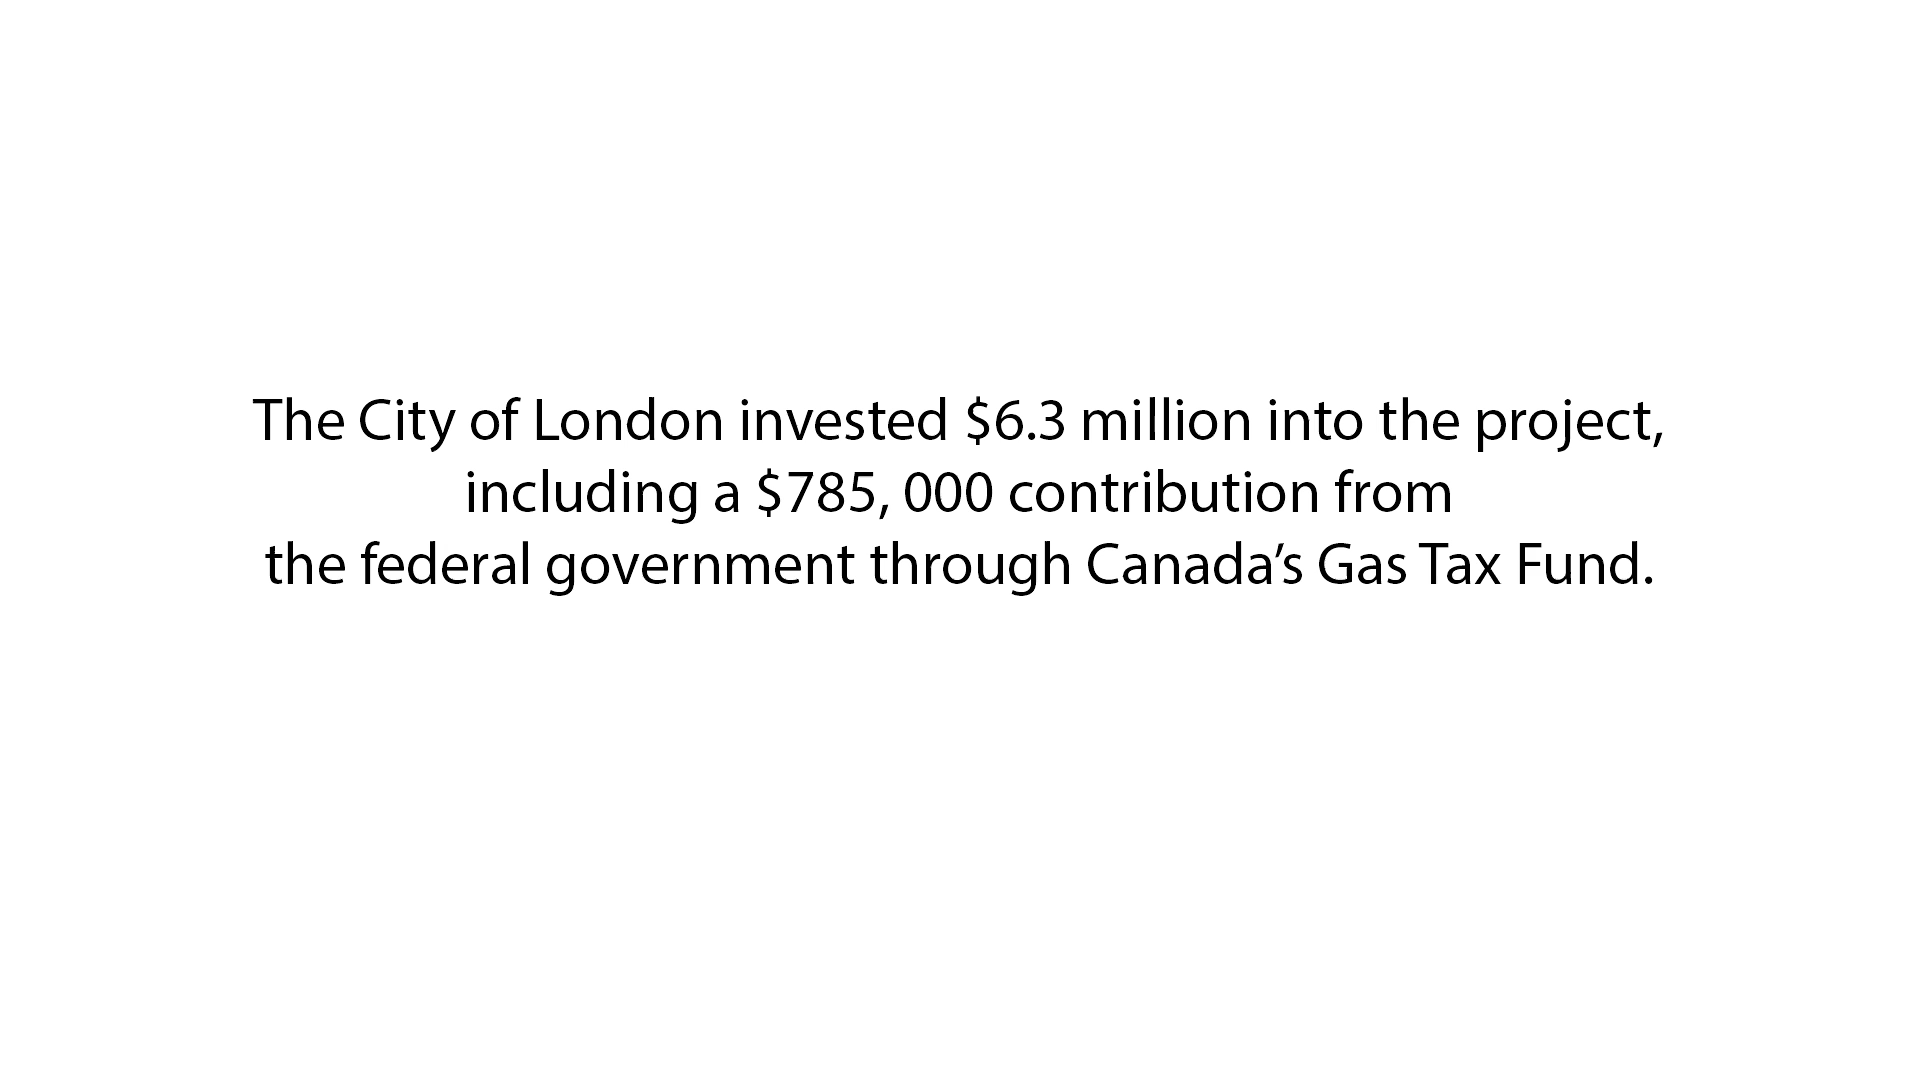 The City of London invested $6.3 million into the project,
including a $785, 000 contribution from
the federal government through Canada’s Gas Tax Fund.